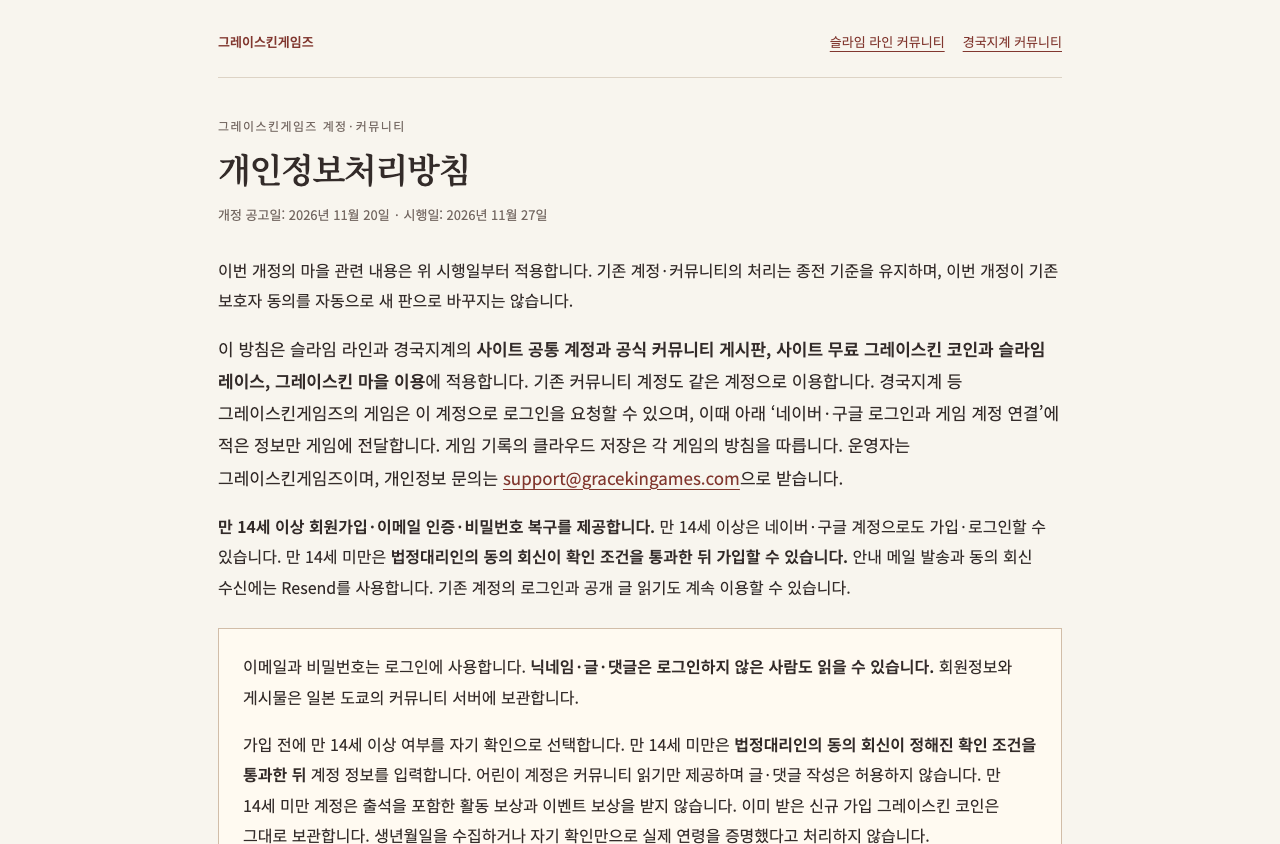 그레이스킨게임즈
슬라임 라인 커뮤니티 경국지계 커뮤니티
그레이스킨게임즈 계정·커뮤니티
개인정보처리방침
개정 공고일: 2026년 11월 20일 · 시행일: 2026년 11월 27일
이번 개정의 마을 관련 내용은 위 시행일부터 적용합니다. 기존 계정·커뮤니티의 처리는 종전 기준을 유지하며, 이번 개정이 기존
보호자 동의를 자동으로 새 판으로 바꾸지는 않습니다.
이 방침은 슬라임 라인과 경국지계의 사이트 공통 계정과 공식 커뮤니티 게시판, 사이트 무료 그레이스킨 코인과 슬라임
레이스, 그레이스킨 마을 이용에 적용합니다. 기존 커뮤니티 계정도 같은 계정으로 이용합니다. 경국지계 등
그레이스킨게임즈의 게임은 이 계정으로 로그인을 요청할 수 있으며, 이때 아래 ‘네이버·구글 로그인과 게임 계정 연결’에
적은 정보만 게임에 전달합니다. 게임 기록의 클라우드 저장은 각 게임의 방침을 따릅니다. 운영자는
그레이스킨게임즈이며, 개인정보 문의는 support@gracekingames.com으로 받습니다.
만 14세 이상 회원가입·이메일 인증·비밀번호 복구를 제공합니다. 만 14세 이상은 네이버·구글 계정으로도 가입·로그인할 수
있습니다. 만 14세 미만은 법정대리인의 동의 회신이 확인 조건을 통과한 뒤 가입할 수 있습니다. 안내 메일 발송과 동의 회신
수신에는 Resend를 사용합니다. 기존 계정의 로그인과 공개 글 읽기도 계속 이용할 수 있습니다.
이메일과 비밀번호는 로그인에 사용합니다. 닉네임·글·댓글은 로그인하지 않은 사람도 읽을 수 있습니다. 회원정보와
게시물은 일본 도쿄의 커뮤니티 서버에 보관합니다.
가입 전에 만 14세 이상 여부를 자기 확인으로 선택합니다. 만 14세 미만은 법정대리인의 동의 회신이 정해진 확인 조건을
통과한 뒤 계정 정보를 입력합니다. 어린이 계정은 커뮤니티 읽기만 제공하며 글·댓글 작성은 허용하지 않습니다. 만
14세 미만 계정은 출석을 포함한 활동 보상과 이벤트 보상을 받지 않습니다. 이미 받은 신규 가입 그레이스킨 코인은
그대로 보관합니다. 생년월일을 수집하거나 자기 확인만으로 실제 연령을 증명했다고 처리하지 않습니다.